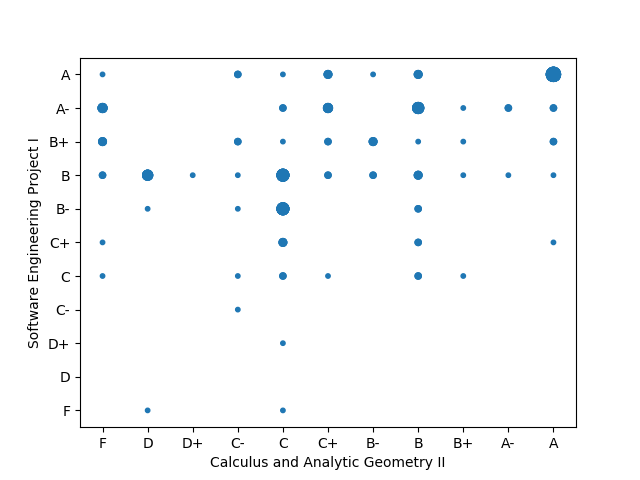 Software Engineering Project I
A
A-
B+
B
B-
C+
C
C-
D+
D
F
F D D+ C- C C+ B- B B+ A- A
Calculus and Analytic Geometry II